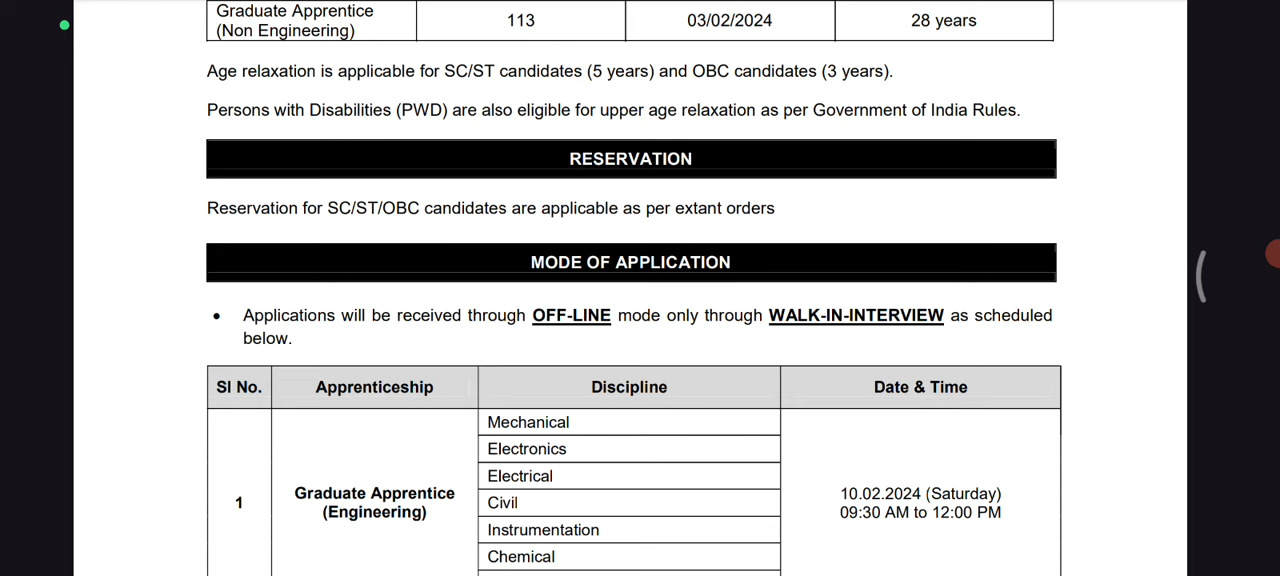 Graduate Apprentice
(Non Engineering)
113
03/02/2024
28 years
Age relaxation is applicable for SC/ST candidates (5 years) and OBC candidates (3 years).
Persons with Disabilities (PWD) are also eligible for upper age relaxation as per Government of India Rules.
RESERVATION
Reservation for SC/ST/OBC candidates are applicable as per extant orders
MODE OF APPLICATION
• Applications will be received through OFF-LINE mode only through WALK-IN-INTERVIEW as scheduled
below.
Sl No.
Apprenticeship
Discipline
Date & Time
1
Graduate Apprentice
(Engineering)
Mechanical
Electronics
Electrical
Civil
Instrumentation
Chemical
10.02.2024 (Saturday)
09:30 AM to 12:00 PM